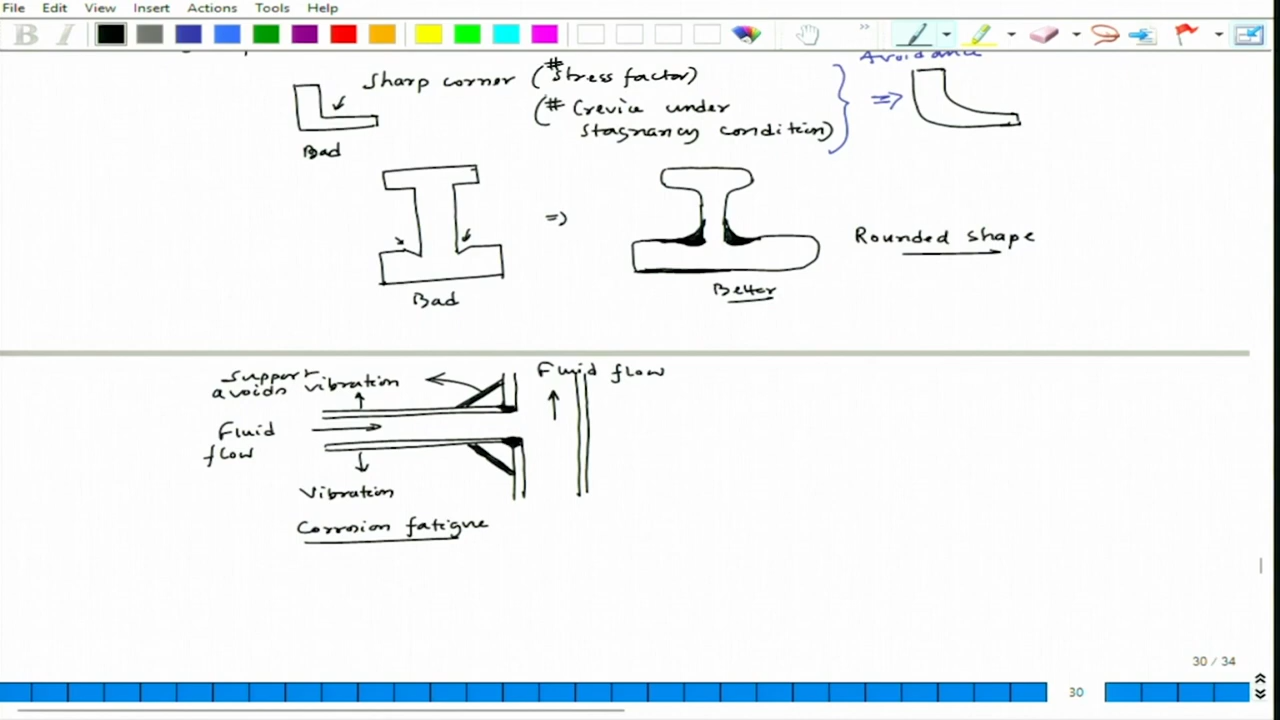 File Edit View Insert Actions Tools Help
B I
Avoidance
Sharp corner (# Stress factor)
(# Crevice under
stagnancy condition)
=>
Bad
=>
Rounded shape
Bad
Better
Support
avoids vibration
Fluid flow
Fluid
flow
Vibration
Corrosion fatigue
30 / 34
30